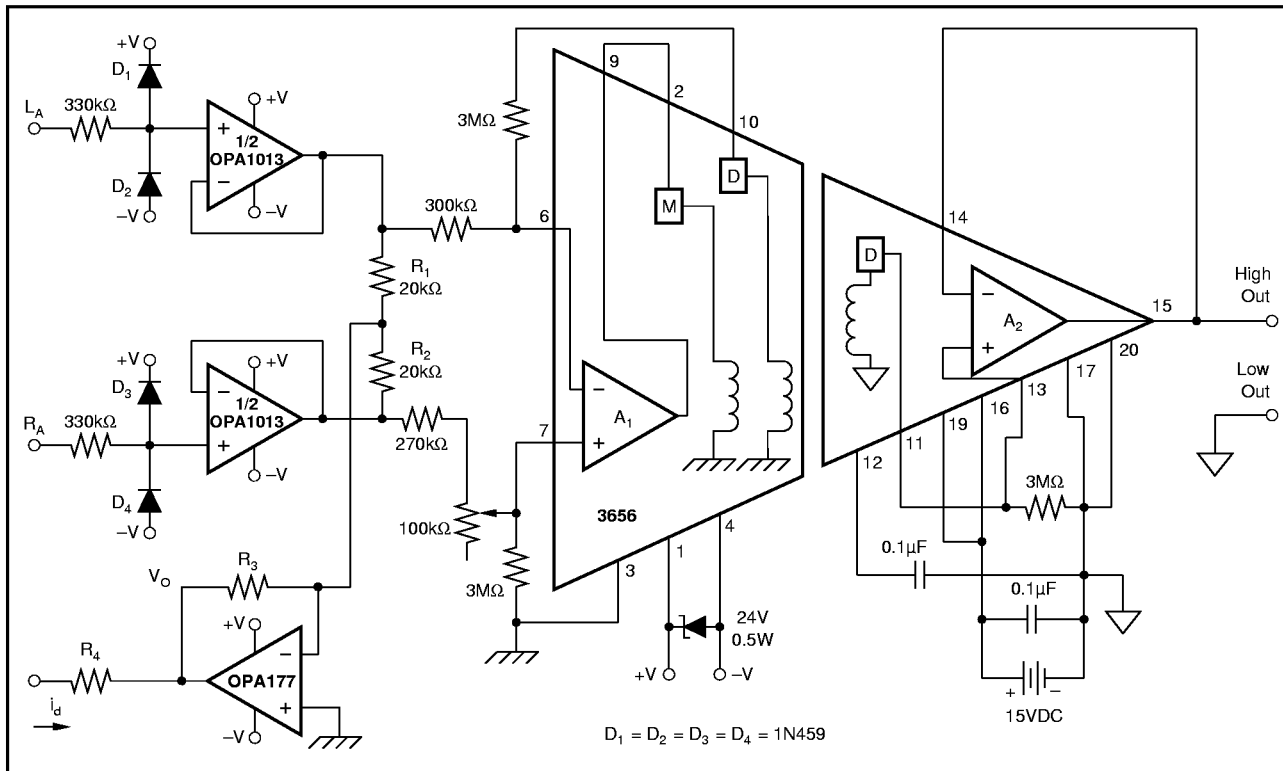 +V
D1
LA
330kΩ
+V
+
1/2
OPA1013
−
D2
−V
−V
R1
20kΩ
300kΩ
3MΩ
9
2
10
6
M
D
+V
D3
−
+V
1/2
OPA1013
+
RA
330kΩ
−V
D4
−V
R2
20kΩ
270kΩ
100kΩ
3MΩ
7
−
A1
+
3656
3
1
4
24V
0.5W
+V
−V
VO
R3
+V
−
OPA177
+
−V
R4
id
14
D
−
A2
+
15
20
17
13
16
19
11
12
High
Out
Low
Out
3MΩ
0.1µF
0.1µF
+
−
15VDC
D1 = D2 = D3 = D4 = 1N459